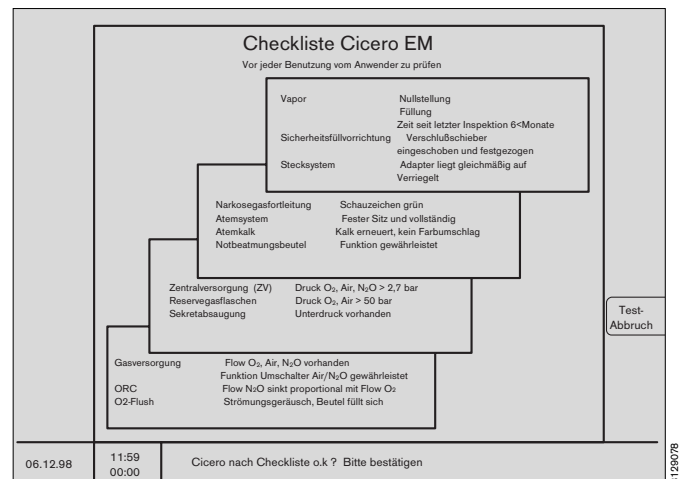 Checkliste Cicero EM
Vor jeder Benutzung vom Anwender zu prüfen
Vapor Nullstellung
Füllung
Zeit seit letzter Inspektion 6<Monate
Sicherheitsfüllvorrichtung Verschlußschieber
eingeschoben und festgezogen
Stecksystem Adapter liegt gleichmäßig auf
Verriegelt
Narkosegasfortleitung Schauzeichen grün
Atemsystem Fester Sitz und vollständig
Atemkalk Kalk erneuert, kein Farbumschlag
Notbeatmungsbeutel Funktion gewährleistet
Zentralversorgung (ZV) Druck O₂, Air, N₂O > 2,7 bar
Reservegasflaschen Druck O₂, Air > 50 bar
Sekretabsaugung Unterdruck vorhanden
Gasversorgung Flow O₂, Air, N₂O vorhanden
Funktion Umschalter Air/N₂O gewährleistet
ORC Flow N₂O sinkt proportional mit Flow O₂
O2-Flush Strömungsgeräusch, Beutel füllt sich
Test-
Abbruch
06.12.98
11:59
00:00
Cicero nach Checkliste o.k ? Bitte bestätigen